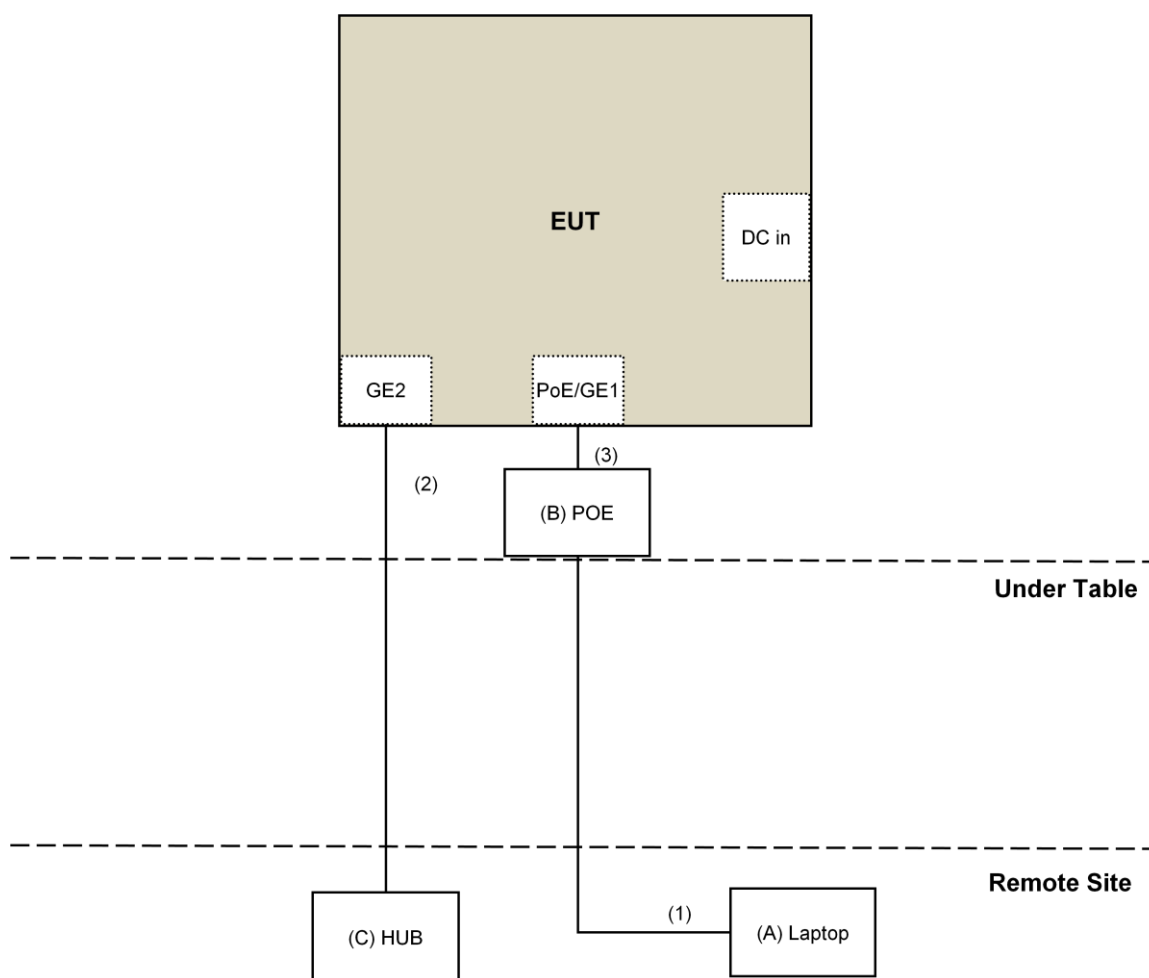 EUT
DC in
GE2
PoE/GE1
(3)
(2)
(B) POE
Under Table
Remote Site
(1)
(A) Laptop
(C) HUB